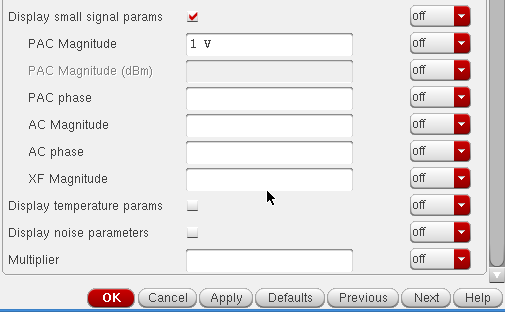 Display small signal params off
PAC Magnitude 1 V off
PAC Magnitude (dBm) off
PAC phase off
AC Magnitude off
AC phase off
XF Magnitude off
Display temperature params off
Display noise parameters off
Multiplier off
OK Cancel Apply Defaults Previous Next Help